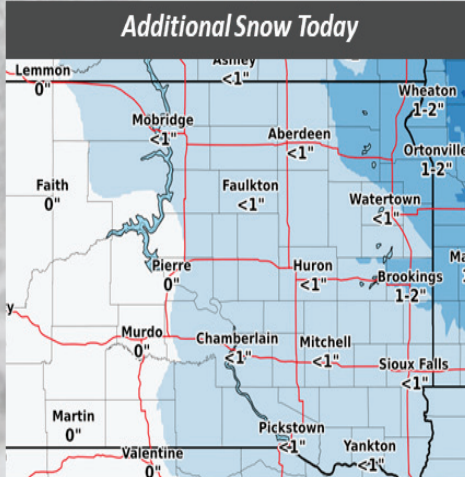 Additional Snow Today
Ashley
<1"
Lemmon
0"
Wheaton
1-2"
Mobridge
<1"
Aberdeen
<1"
Ortonville
1-2"
Faith
0"
Faulkton
<1"
Watertown
<1"
Pierre
0"
Huron
<1"
Brookings
1-2"
Ma
1
y
Murdo
0"
Chamberlain
<1"
Mitchell
<1"
Sioux Falls
<1"
Martin
0"
Pickstown
<1"
Yankton
<1"
Valentine
0"